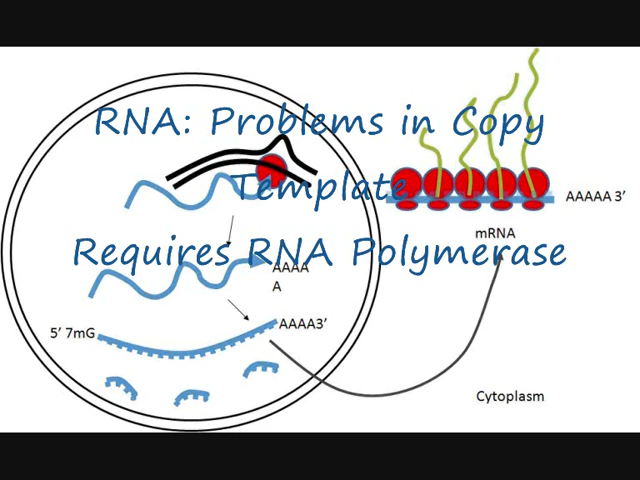 RNA: Problems in Copy
Template
Requires RNA Polymerase
AAAAA 3’
mRNA
AAAA
A
AAAA3’
5’ 7mG
Cytoplasm